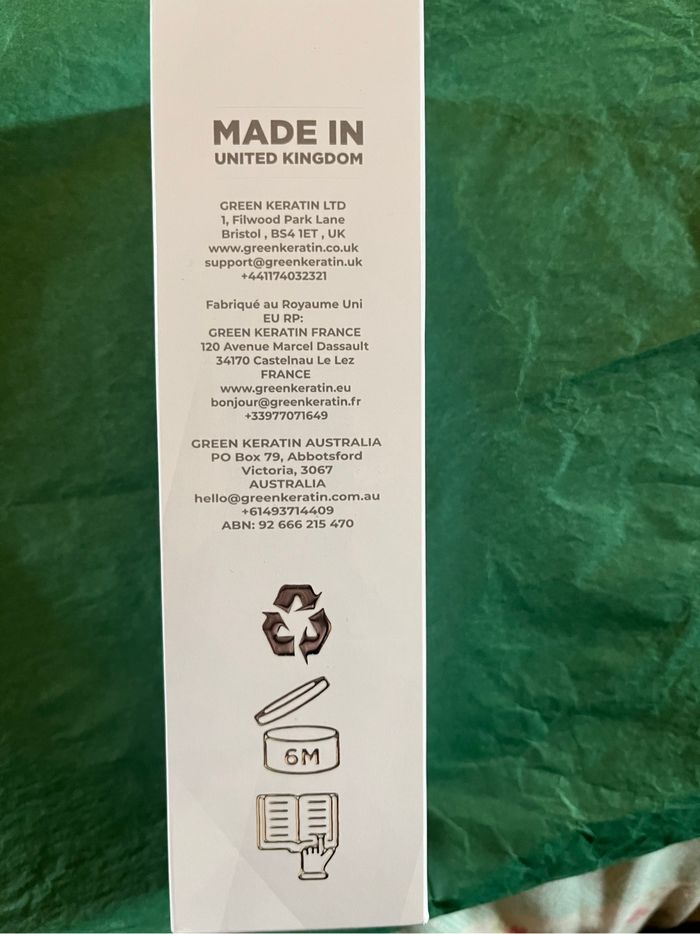 MADE IN
UNITED KINGDOM
GREEN KERATIN LTD
1, Filwood Park Lane
Bristol , BS4 1ET , UK
www.greenkeratin.co.uk
support@greenkeratin.uk
+441174032321
Fabriqué au Royaume Uni
EU RP:
GREEN KERATIN FRANCE
120 Avenue Marcel Dassault
34170 Castelnau Le Lez
FRANCE
www.greenkeratin.eu
bonjour@greenkeratin.fr
+33977071649
GREEN KERATIN AUSTRALIA
PO Box 79, Abbotsford
Victoria, 3067
AUSTRALIA
hello@greenkeratin.com.au
+61493714409
ABN: 92 666 215 470
6M